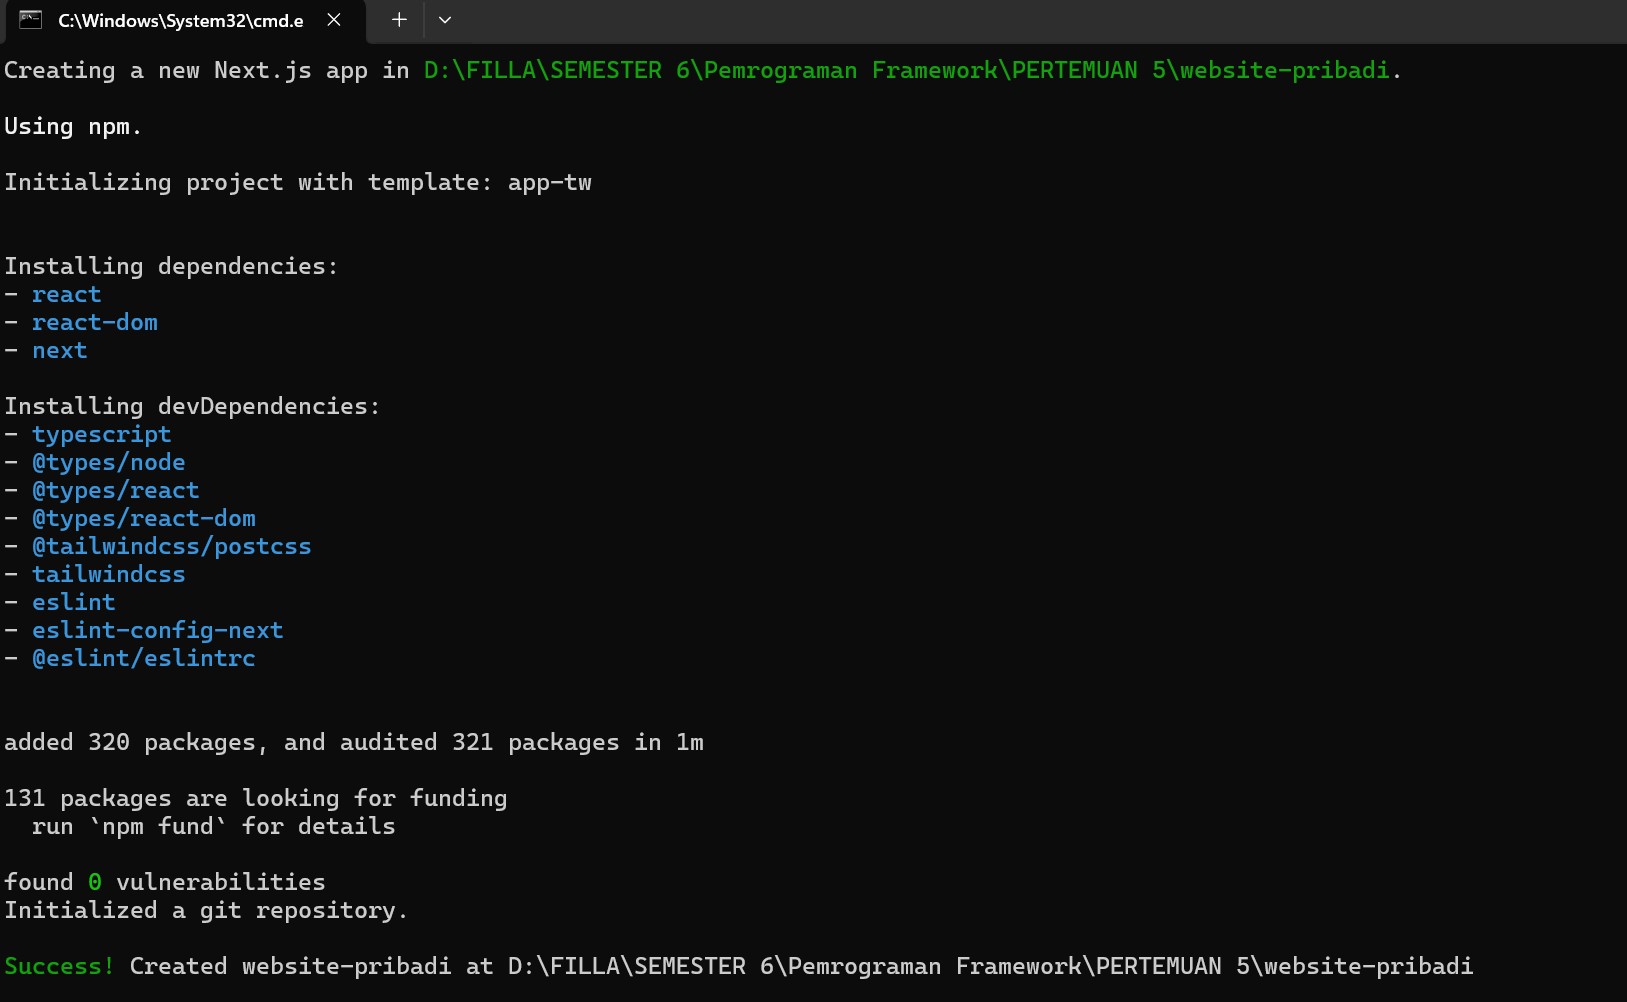 C:\Windows\System32\cmd.e
Creating a new Next.js app in D:\FILLA\SEMESTER 6\Pemrograman Framework\PERTEMUAN 5\website-pribadi.
Using npm.
Initializing project with template: app-tw
Installing dependencies:
- react
- react-dom
- next
Installing devDependencies:
- typescript
- @types/node
- @types/react
- @types/react-dom
- @tailwindcss/postcss
- tailwindcss
- eslint
- eslint-config-next
- @eslint/eslintrc
added 320 packages, and audited 321 packages in 1m
131 packages are looking for funding
  run `npm fund` for details
found 0 vulnerabilities
Initialized a git repository.
Success! Created website-pribadi at D:\FILLA\SEMESTER 6\Pemrograman Framework\PERTEMUAN 5\website-pribadi